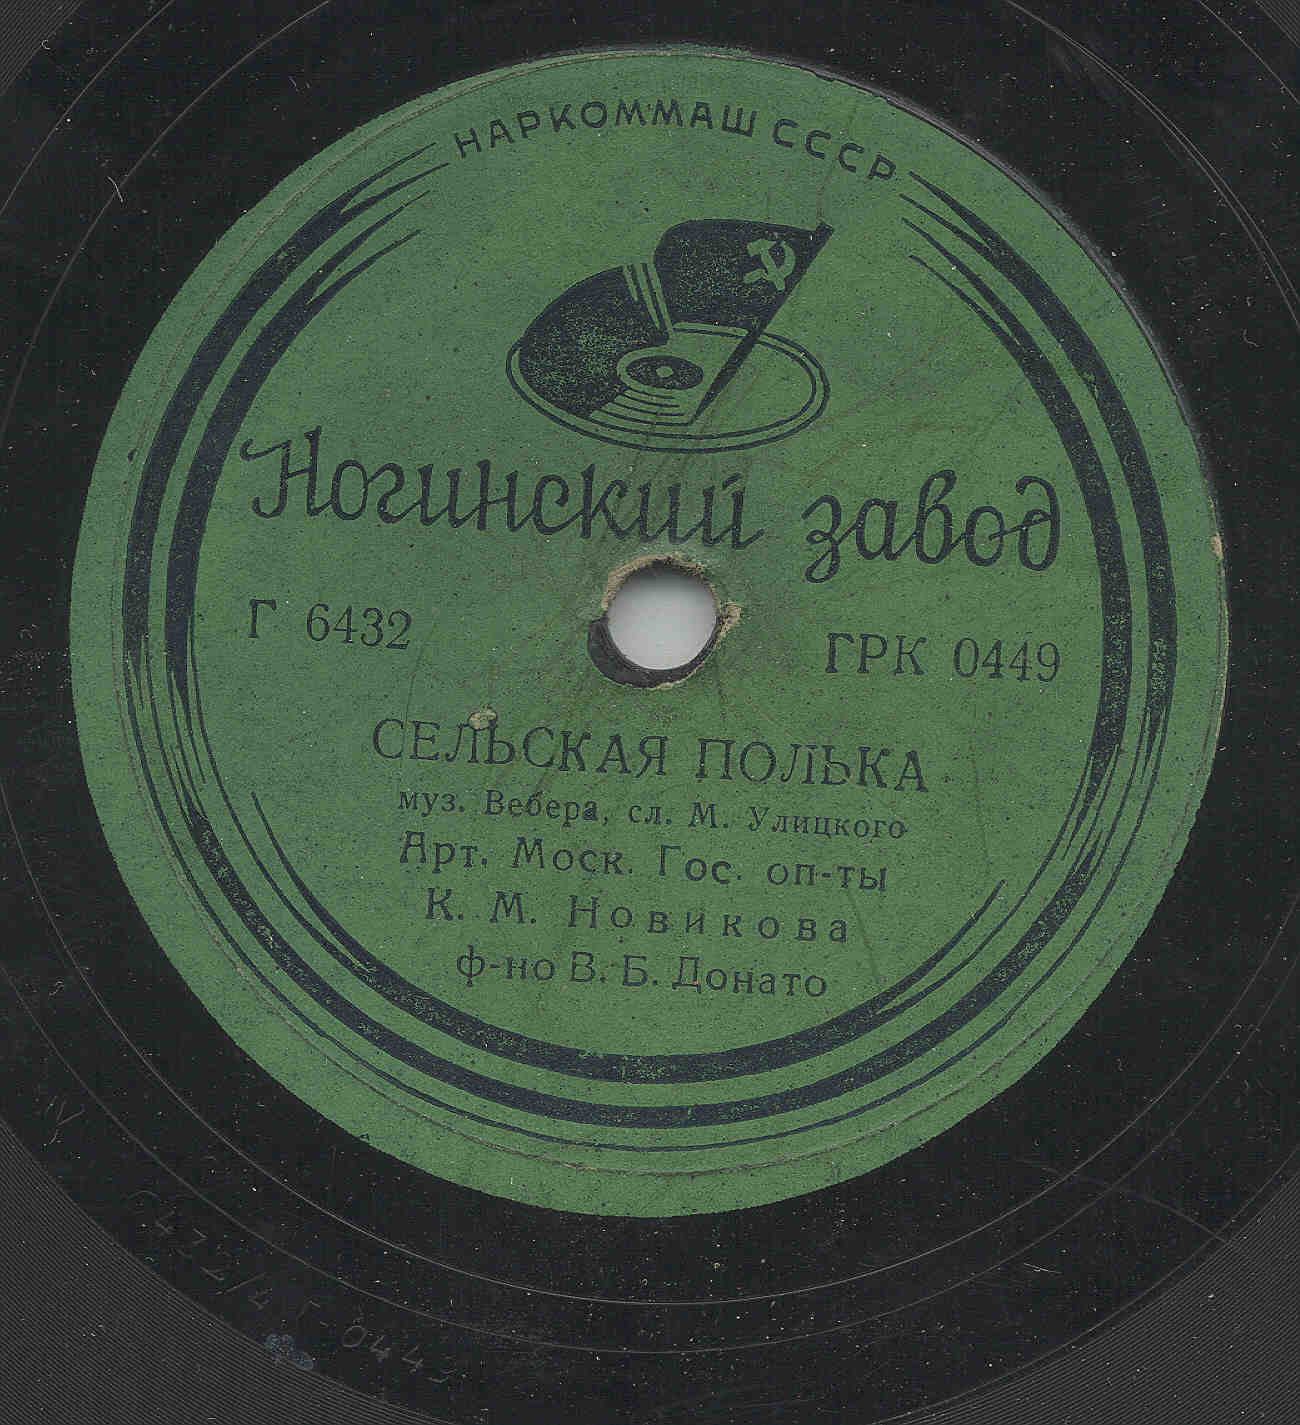 НАРКОММАШ СССР
Ногинский завод
Г 6432
ГРК 0449
СЕЛЬСКАЯ ПОЛЬКА
муз. Вебера, сл. М. Улицкого
Арт. Моск. Гос. оп-ты
К. М. Новикова
ф-но В. Б. Донато